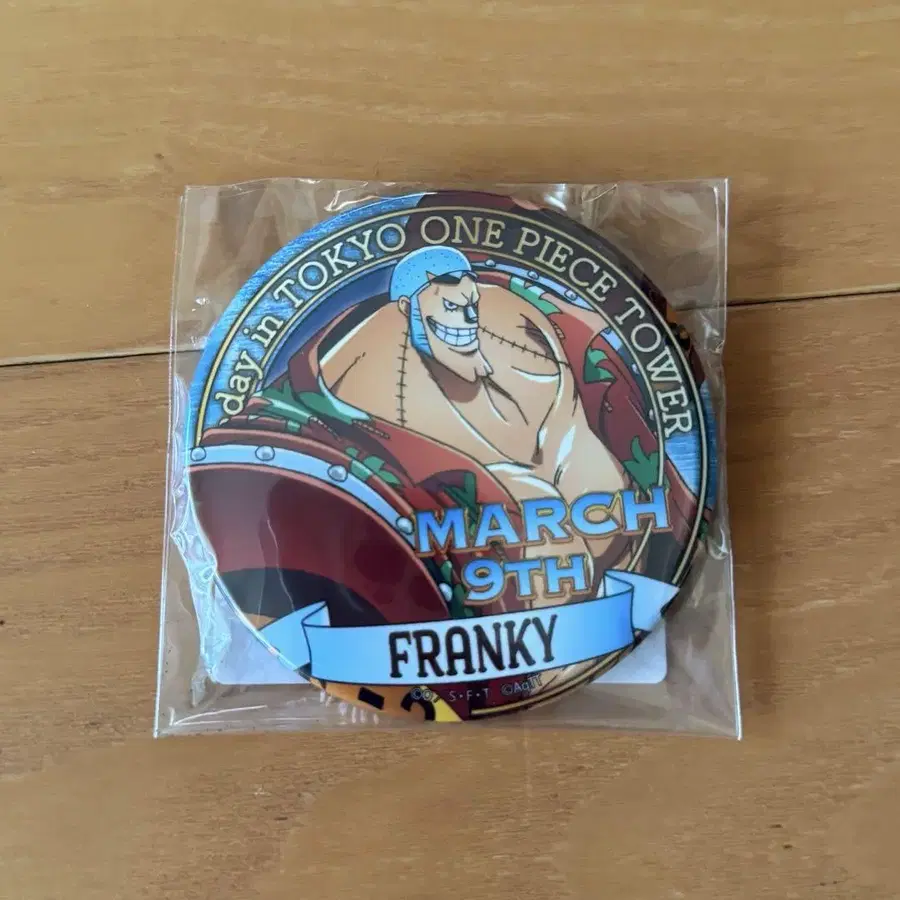 day in TOKYO ONE PIECE TOWER
MARCH
9TH
FRANKY
S・F・T